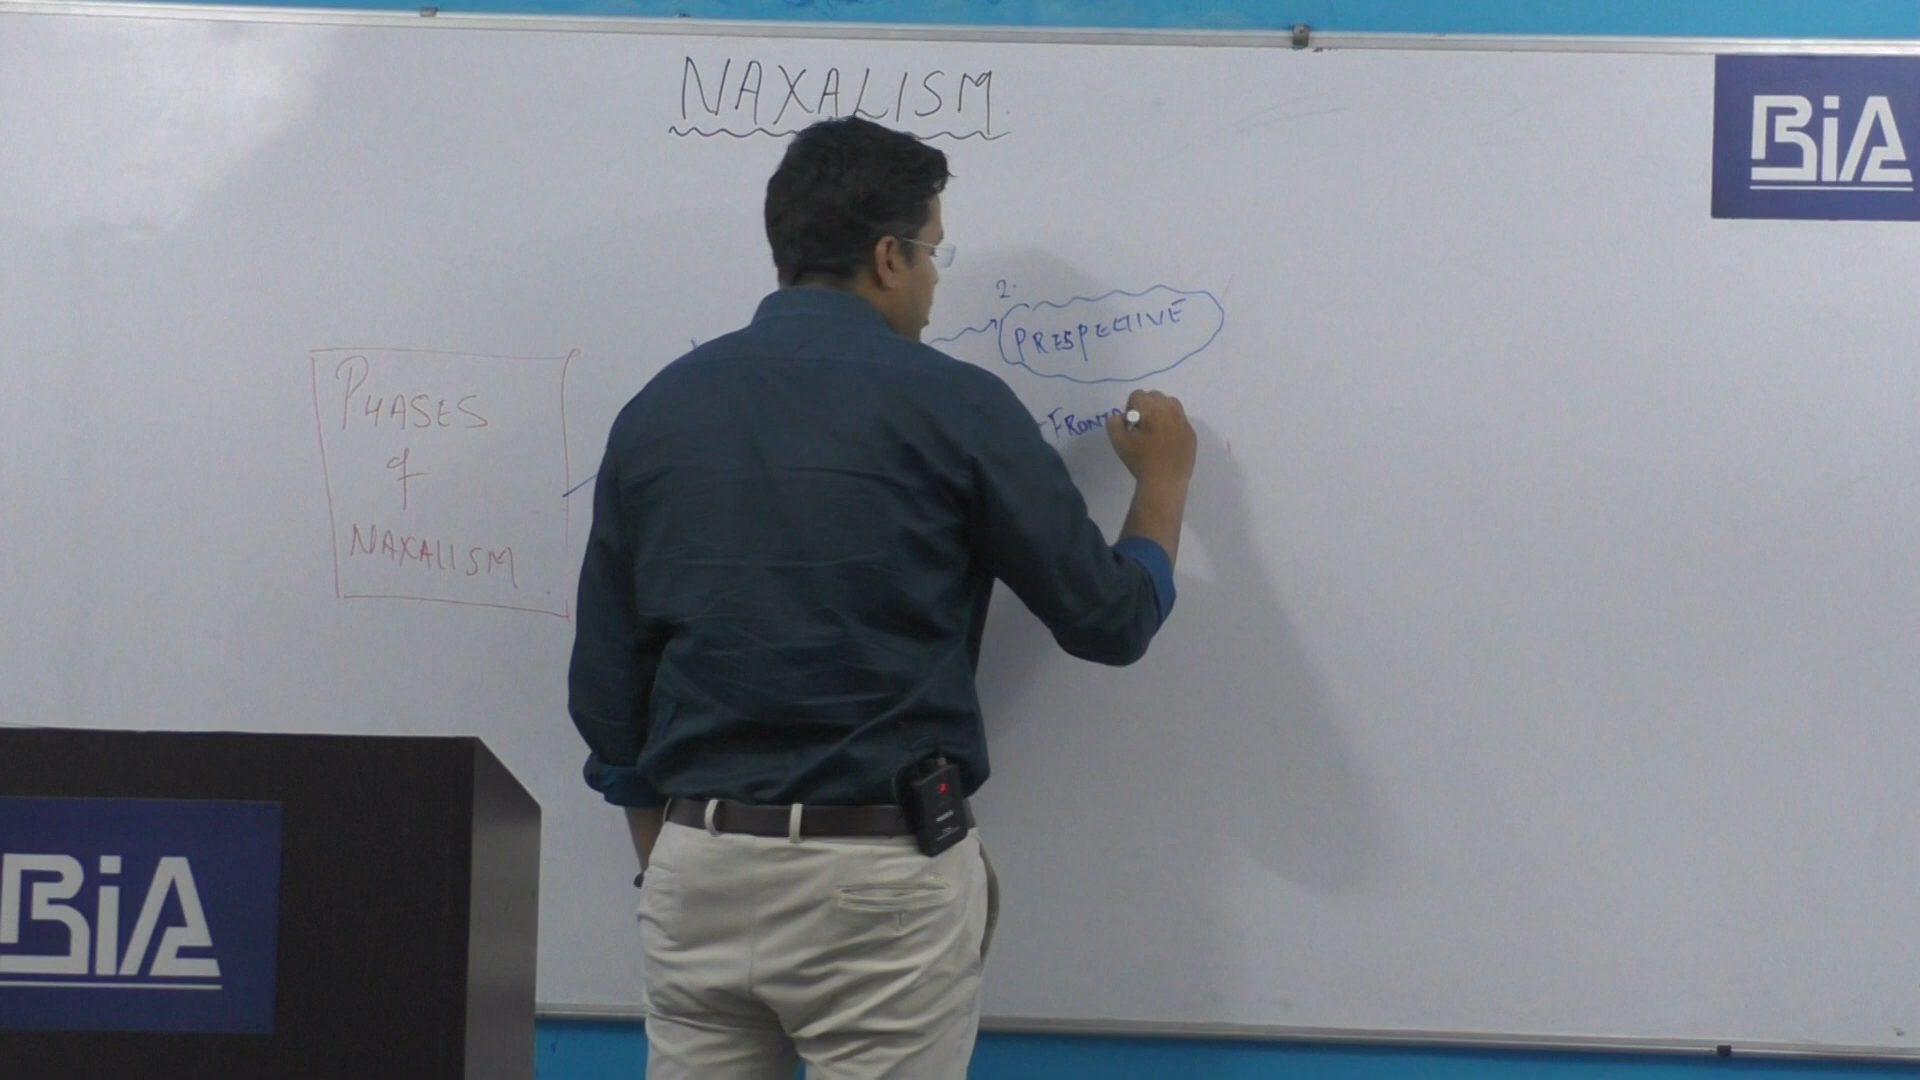 NAXALISM.
BiA
2.
PRESPECTIVE
PHASES
of
NAXALISM.
BiA